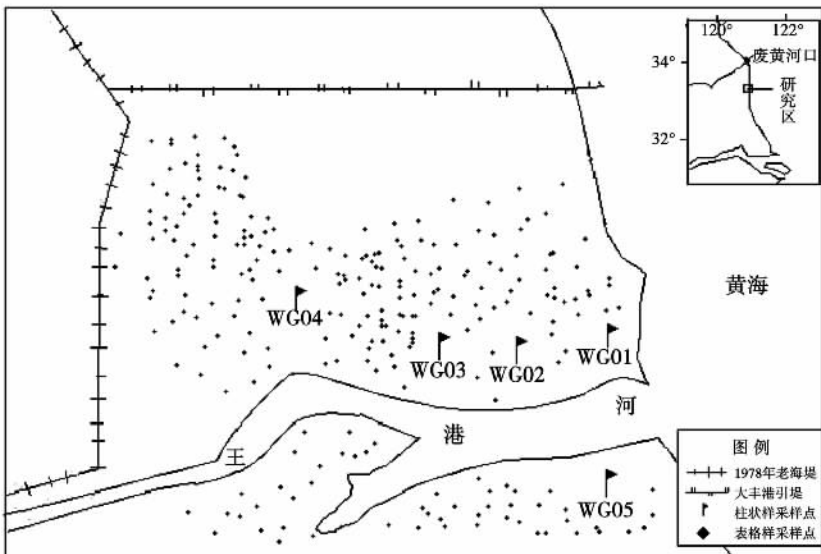 120°
122°
34°
32°
废黄河口
研究区
黄海
WG04
WG03
WG02
WG01
WG05
王
港
河
图例
1978年老海堤
大丰港引堤
柱状样采样点
表格样采样点